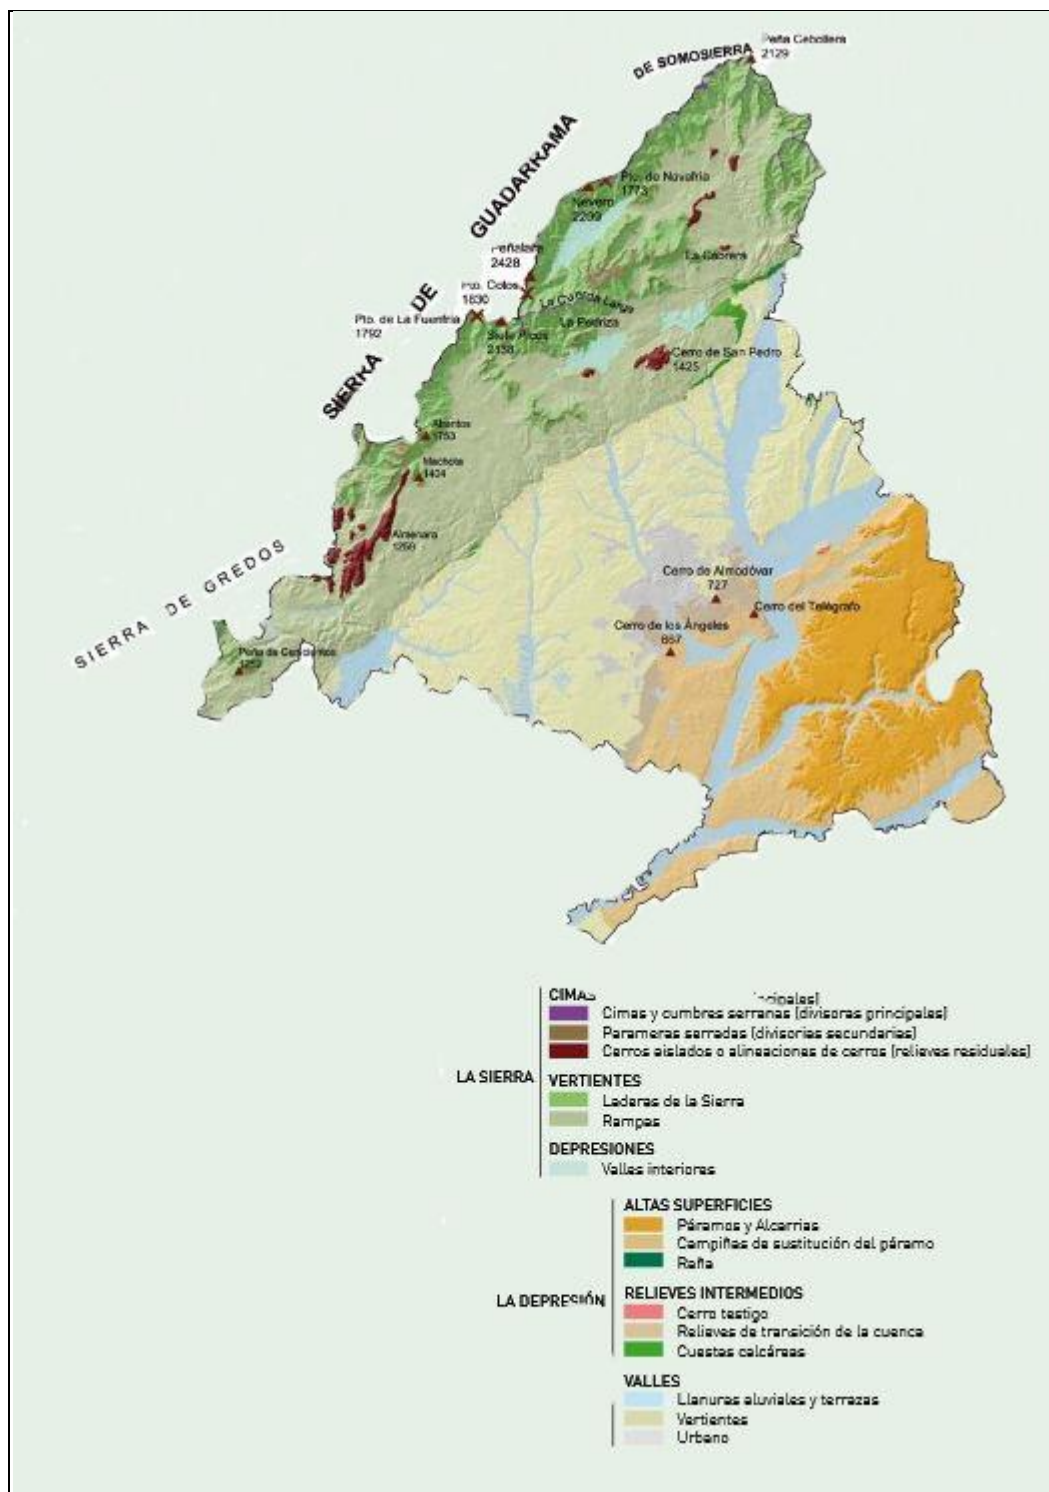 Peña Cebollera
2129
DE SOMOSIERRA
GUADARRAMA
Pto. de Navafría
1773
Nevero
2209
La Cabrera
Peñalara
2428
Pto. Cotos
1830
La Cuerda Larga
DE
Pto. de La Fuenfría
1792
La Pedriza
Siete Picos
2138
Cerro de San Pedro
1425
SIERRA
Abantos
1753
Machota
1404
Almenara
1259
SIERRA DE GREDOS
Cerro de Almodóvar
727
Cerro del Telégrafo
Cerro de los Ángeles
667
Peña de Cenicientos
1252
CIMAS
Cimas y cumbres serranas (divisoras principales)
Parameras serradas (divisorias secundarias)
Cerros aislados o alineaciones de cerros (relieves residuales)
LA SIERRA
VERTIENTES
Laderas de la Sierra
Rampas
DEPRESIONES
Valles interiores
ALTAS SUPERFICIES
Páramos y Alcarrias
Campiñas de sustitución del páramo
Raña
LA DEPRESIÓN
RELIEVES INTERMEDIOS
Cerro testigo
Relieves de transición de la cuenca
Cuestas calcáreas
VALLES
Llanuras aluviales y terrazas
Vertientes
Urbano